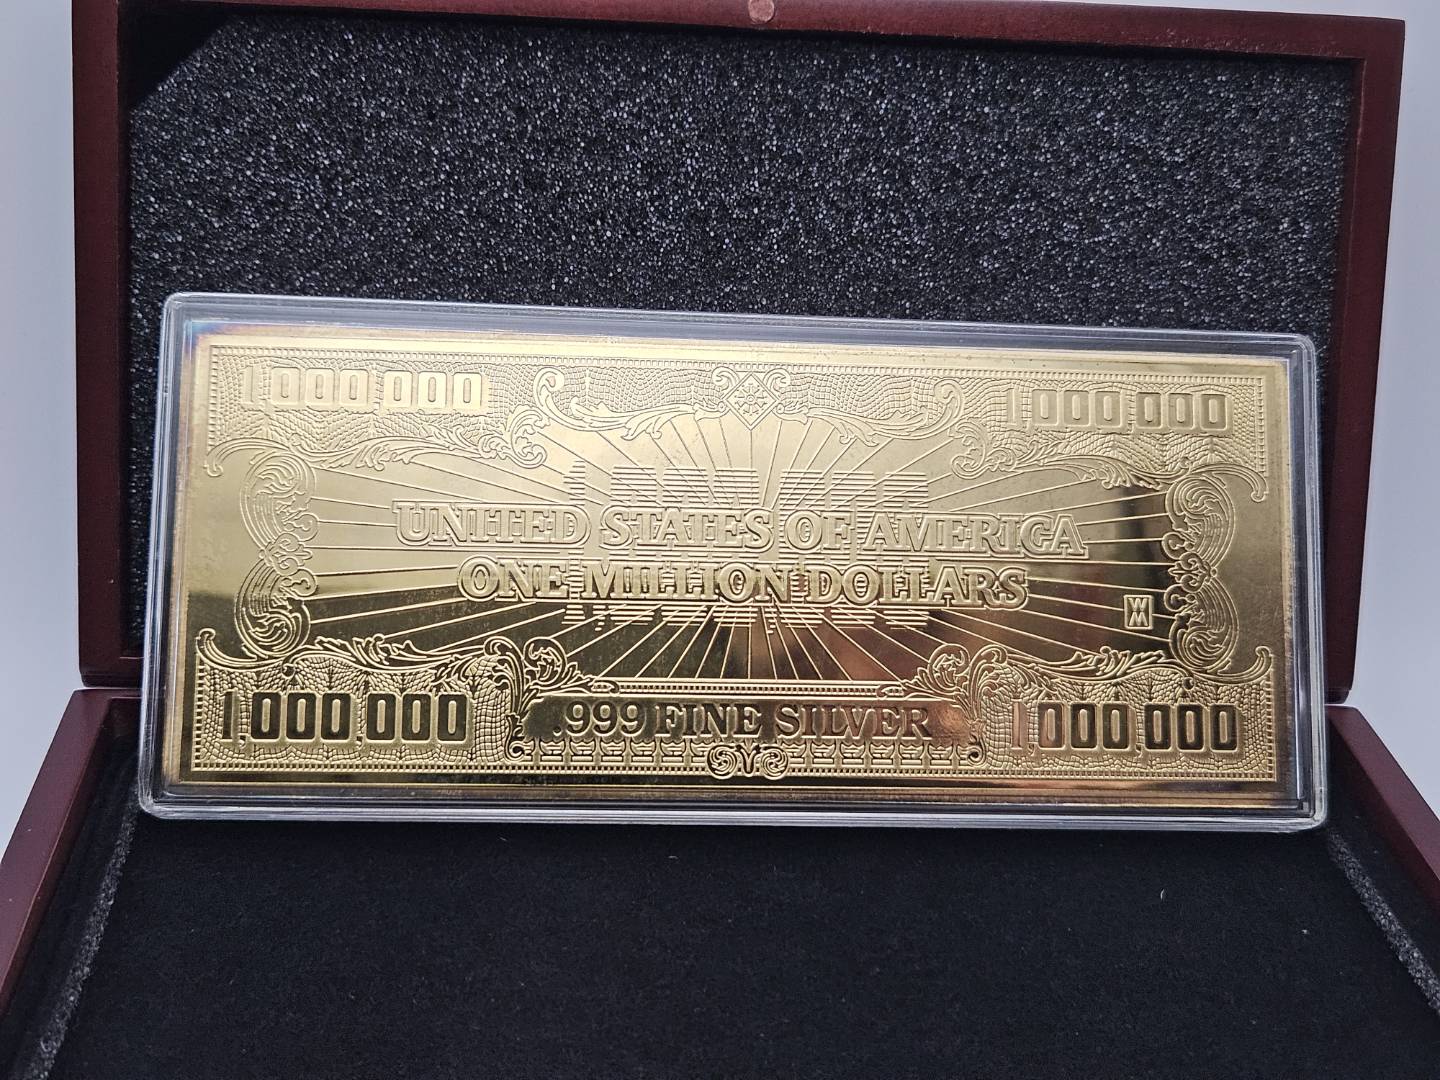 1,000,000 1,000,000
UNITED STATES OF AMERICA
ONE MILLION DOLLARS
WM
1,000,000 .999 FINE SILVER 1,000,000